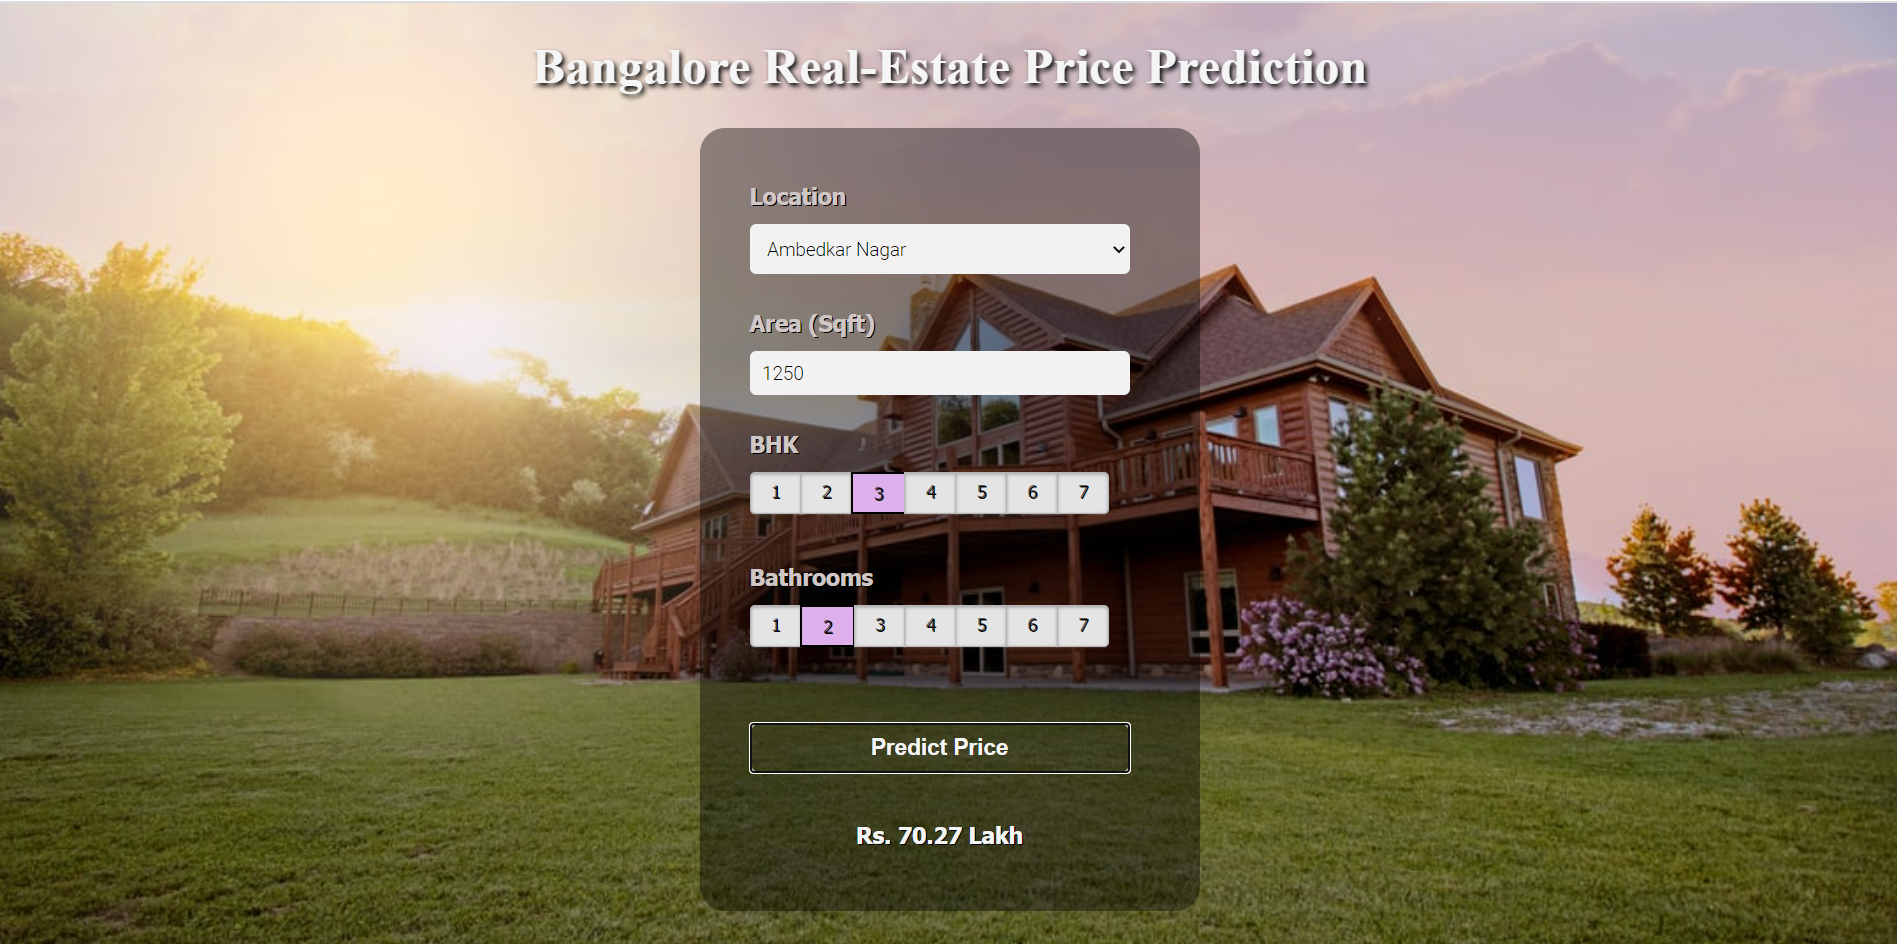 Bangalore Real-Estate Price Prediction
Location
Ambedkar Nagar
Area (Sqft)
1250
BHK
1 2 3 4 5 6 7
Bathrooms
1 2 3 4 5 6 7
Predict Price
Rs. 70.27 Lakh